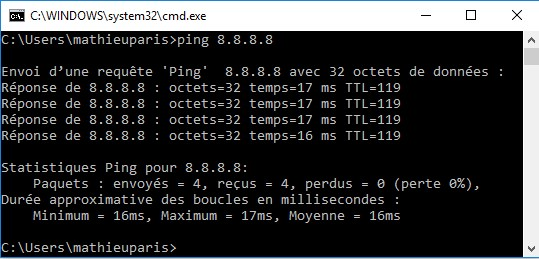 C:\WINDOWS\system32\cmd.exe
C:\Users\mathieuparis>ping 8.8.8.8
Envoi d’une requête 'Ping'  8.8.8.8 avec 32 octets de données :
Réponse de 8.8.8.8 : octets=32 temps=17 ms TTL=119
Réponse de 8.8.8.8 : octets=32 temps=17 ms TTL=119
Réponse de 8.8.8.8 : octets=32 temps=17 ms TTL=119
Réponse de 8.8.8.8 : octets=32 temps=16 ms TTL=119
Statistiques Ping pour 8.8.8.8:
    Paquets : envoyés = 4, reçus = 4, perdus = 0 (perte 0%),
Durée approximative des boucles en millisecondes :
    Minimum = 16ms, Maximum = 17ms, Moyenne = 16ms
C:\Users\mathieuparis>